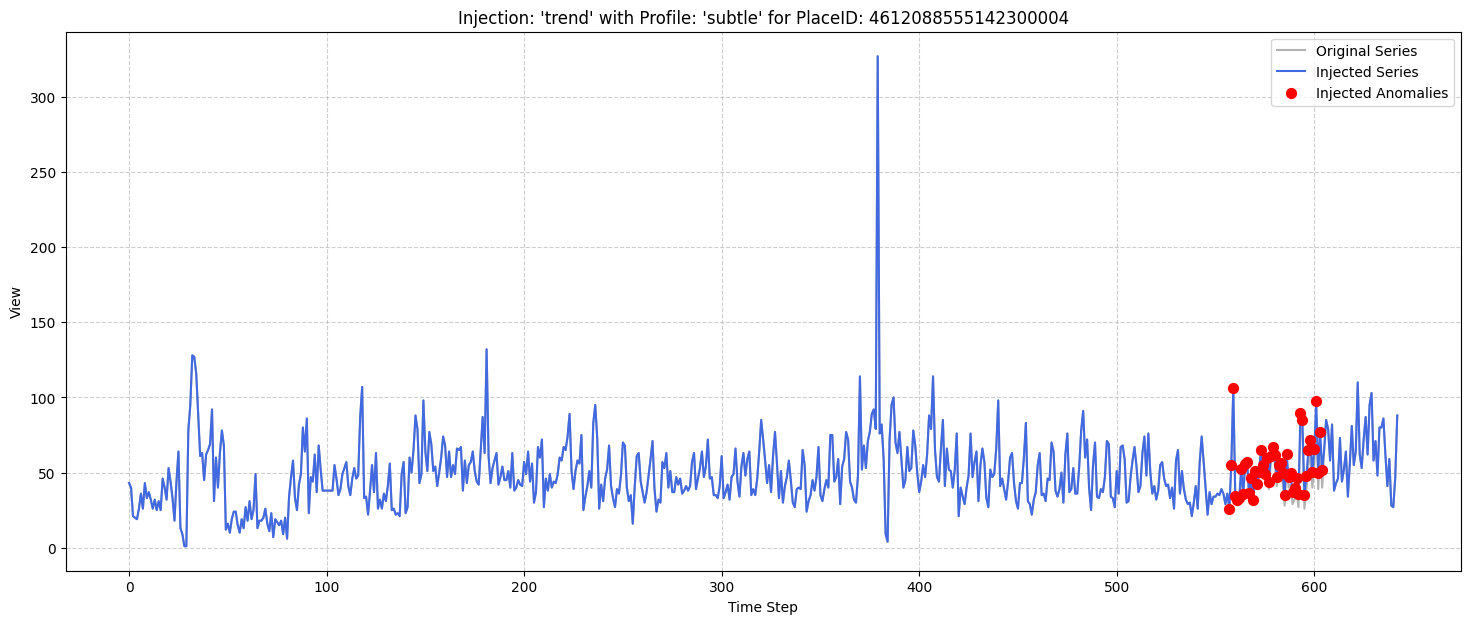 Injection: 'trend' with Profile: 'subtle' for PlaceID: 4612088555142300004
Original Series
Injected Series
Injected Anomalies
View
300
250
200
150
100
50
0
0 100 200 300 400 500 600
Time Step